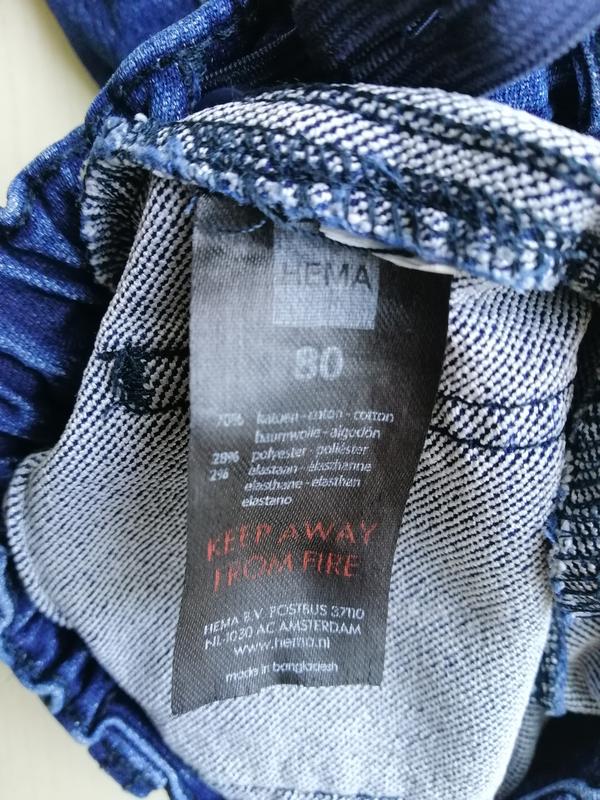 HEMA
80
70% katoen - coton - cotton
baumwolle - algodón
28% polyester - poliéster
2% elastaan - élasthanne
elasthane - elasthan
elastano
KEEP AWAY
FROM FIRE
HEMA B.V. POSTBUS 37110
NL-1030 AC AMSTERDAM
www.hema.nl
made in bangladesh